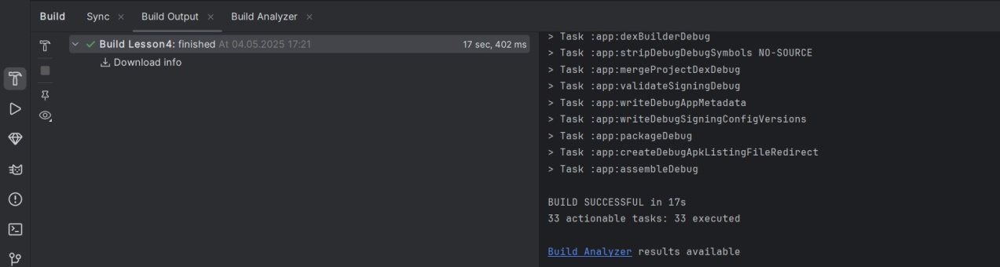 Build Sync Build Output Build Analyzer
Build Lesson4: finished At 04.05.2025 17:21 17 sec, 402 ms
Download info
> Task :app:dexBuilderDebug
> Task :app:stripDebugDebugSymbols NO-SOURCE
> Task :app:mergeProjectDexDebug
> Task :app:validateSigningDebug
> Task :app:writeDebugAppMetadata
> Task :app:writeDebugSigningConfigVersions
> Task :app:packageDebug
> Task :app:createDebugApkListingFileRedirect
> Task :app:assembleDebug
BUILD SUCCESSFUL in 17s
33 actionable tasks: 33 executed
Build Analyzer results available